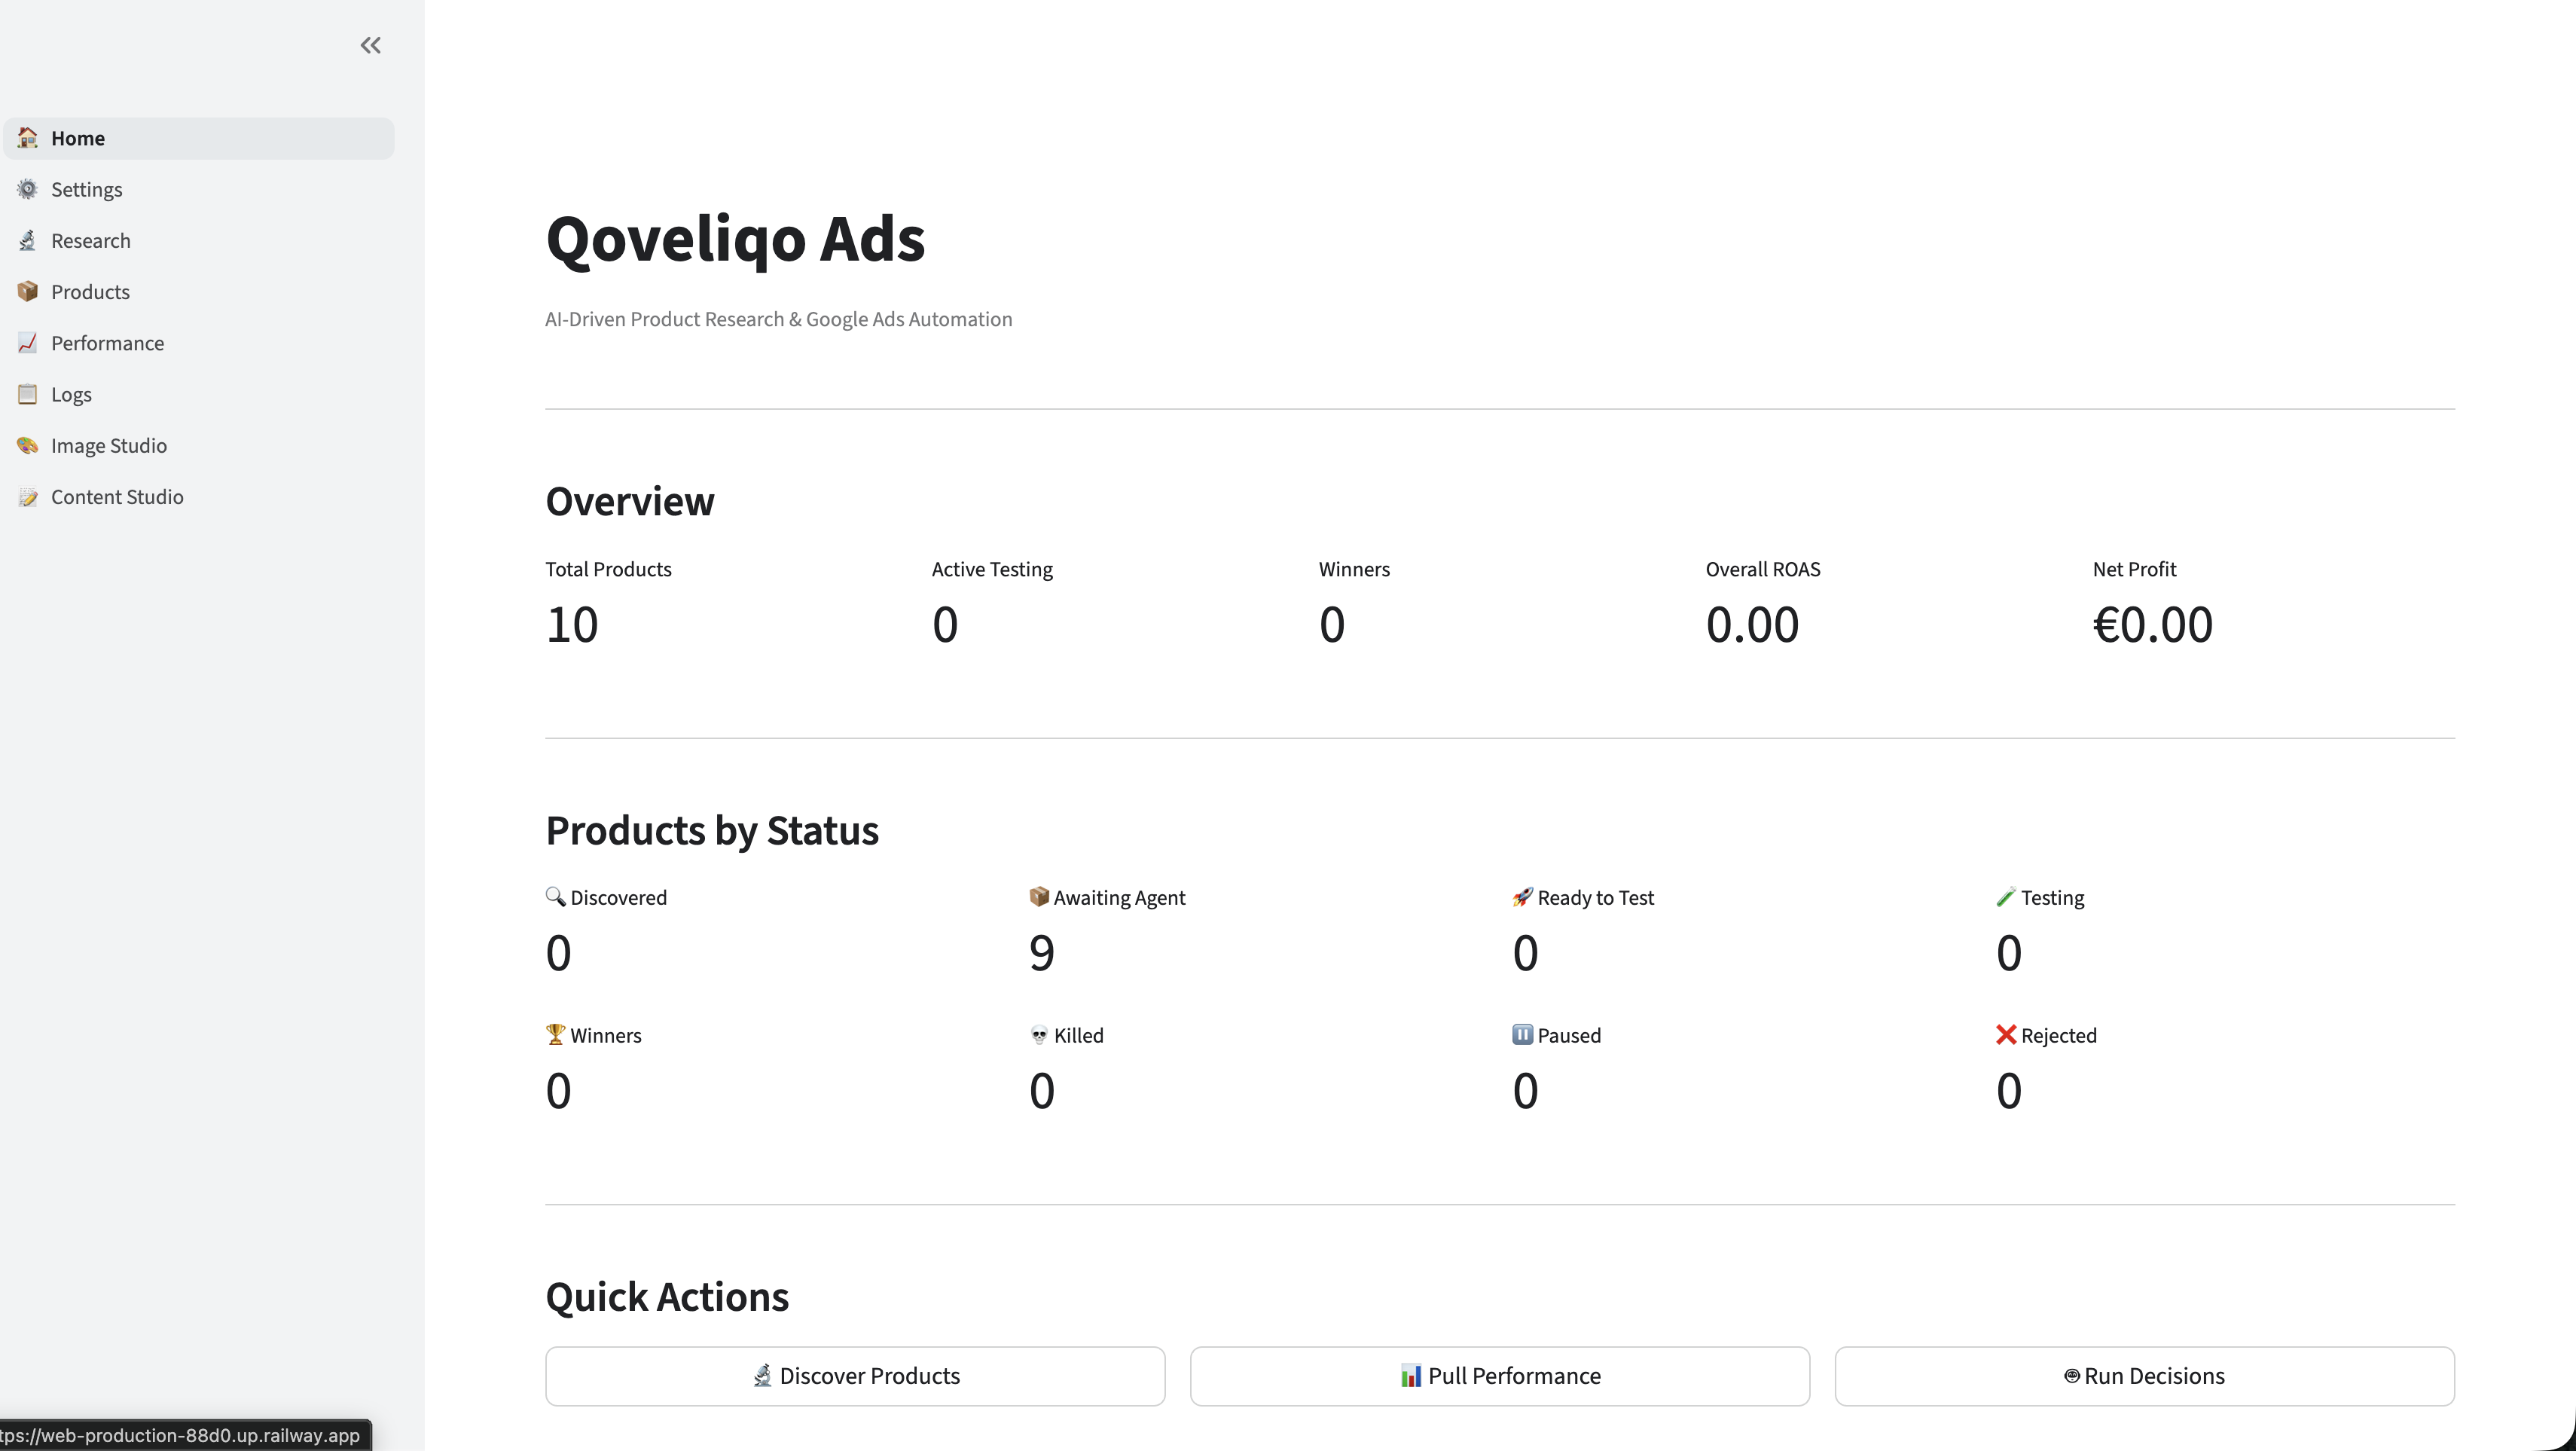 Home
Settings
Research
Products
Performance
Logs
Image Studio
Content Studio
Qoveliqo Ads
AI-Driven Product Research & Google Ads Automation
Overview
Total Products Active Testing Winners Overall ROAS Net Profit
10 0 0 0.00 €0.00
Products by Status
Discovered Awaiting Agent Ready to Test Testing
0 9 0 0
Winners Killed Paused Rejected
0 0 0 0
Quick Actions
Discover Products Pull Performance Run Decisions
tps://web-production-88d0.up.railway.app